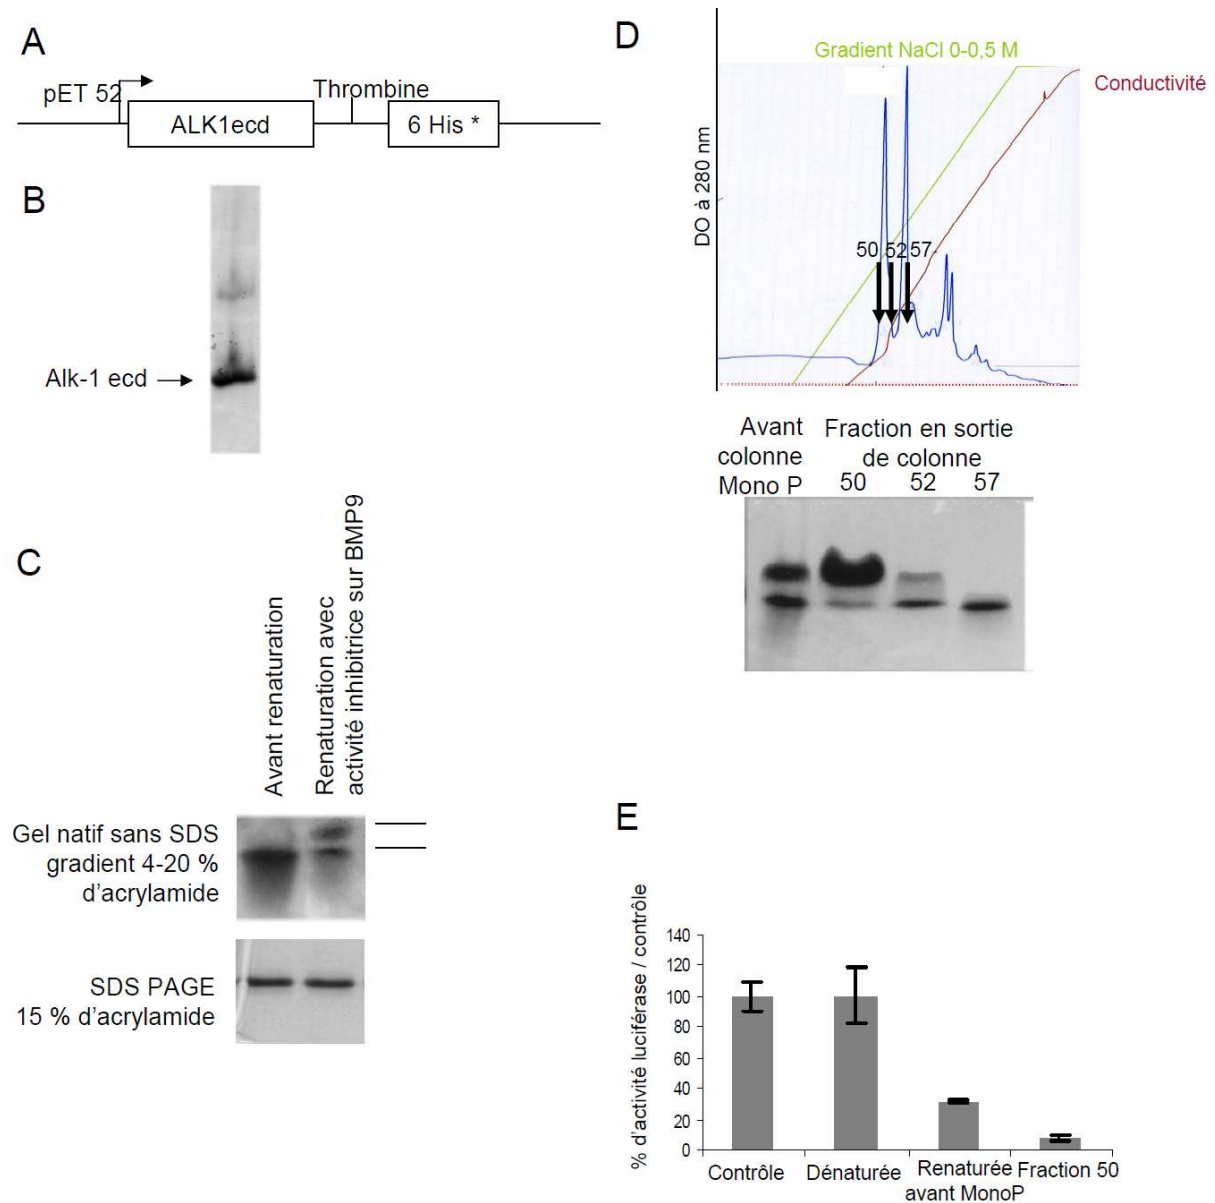 A
pET 52
Thrombine
ALK1ecd
6 His *
B
Alk-1 ecd
C
Avant renaturation
Renaturation avec
activité inhibitrice sur BMP9
Gel natif sans SDS
gradient 4-20 %
d’acrylamide
SDS PAGE
15 % d’acrylamide
D
Gradient NaCl 0-0,5 M
Conductivité
DO à 280 nm
50 52 57
Avant
colonne
Mono P
Fraction en sortie
de colonne
50 52 57
E
% d’activité luciférase / contrôle
140
120
100
80
60
40
20
0
Contrôle
Dénaturée
Renaturée
avant MonoP
Fraction 50